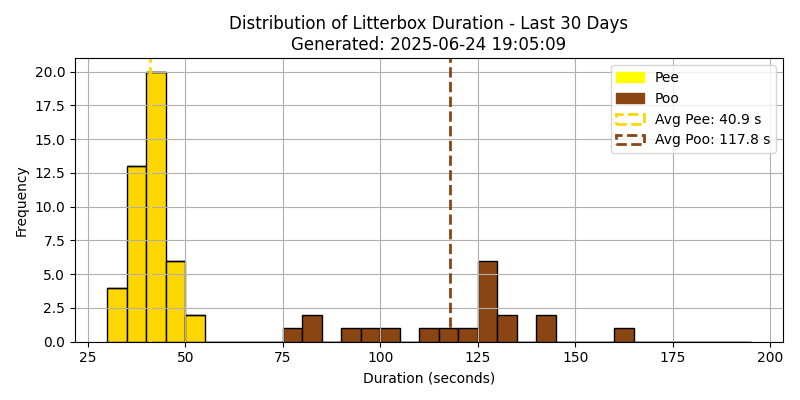 Distribution of Litterbox Duration - Last 30 Days
Generated: 2025-06-24 19:05:09
Pee
Poo
Avg Pee: 40.9 s
Avg Poo: 117.8 s
Frequency
20.0
17.5
15.0
12.5
10.0
7.5
5.0
2.5
0.0
25 50 75 100 125 150 175 200
Duration (seconds)